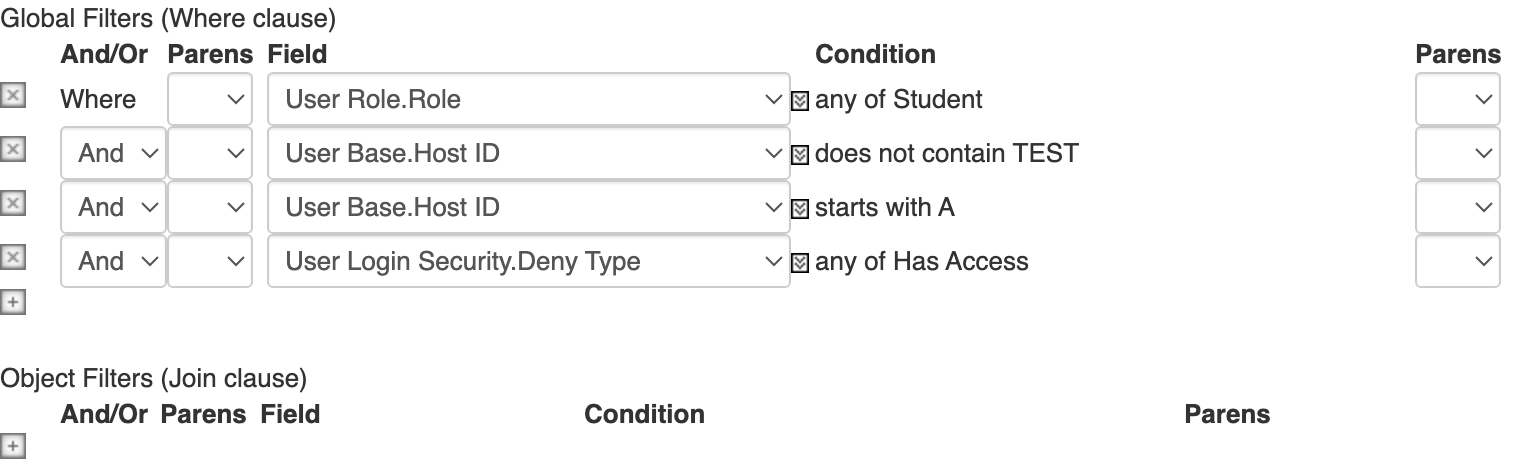 Global Filters (Where clause)
And/Or Parens Field Condition Parens
Where User Role.Role any of Student
And User Base.Host ID does not contain TEST
And User Base.Host ID starts with A
And User Login Security.Deny Type any of Has Access
Object Filters (Join clause)
And/Or Parens Field Condition Parens